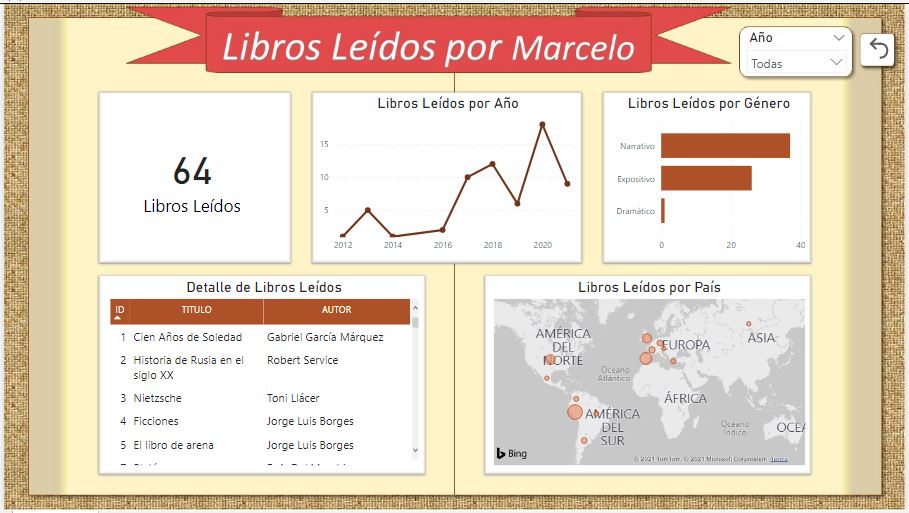 Libros Leídos por Marcelo
Año
Todas
64
Libros Leídos
Libros Leídos por Año
15
10
5
2012 2014 2016 2018 2020
Libros Leídos por Género
Narrativo
Expositivo
Dramático
0 20 40
Detalle de Libros Leídos
ID TITULO AUTOR
1 Cien Años de Soledad Gabriel García Márquez
2 Historia de Rusia en el Robert Service
siglo XX
3 Nietzsche Toni Llácer
4 Ficciones Jorge Luis Borges
5 El libro de arena Jorge Luis Borges
Libros Leídos por País
AMÉRICA
DEL
NORTE
EUROPA
ASIA
Océano
Atlántico
ÁFRICA
AMÉRICA
DEL
SUR
Océano
Índico
OCEA
Bing
© 2021 TomTom, © 2021 Microsoft Corporation Terms